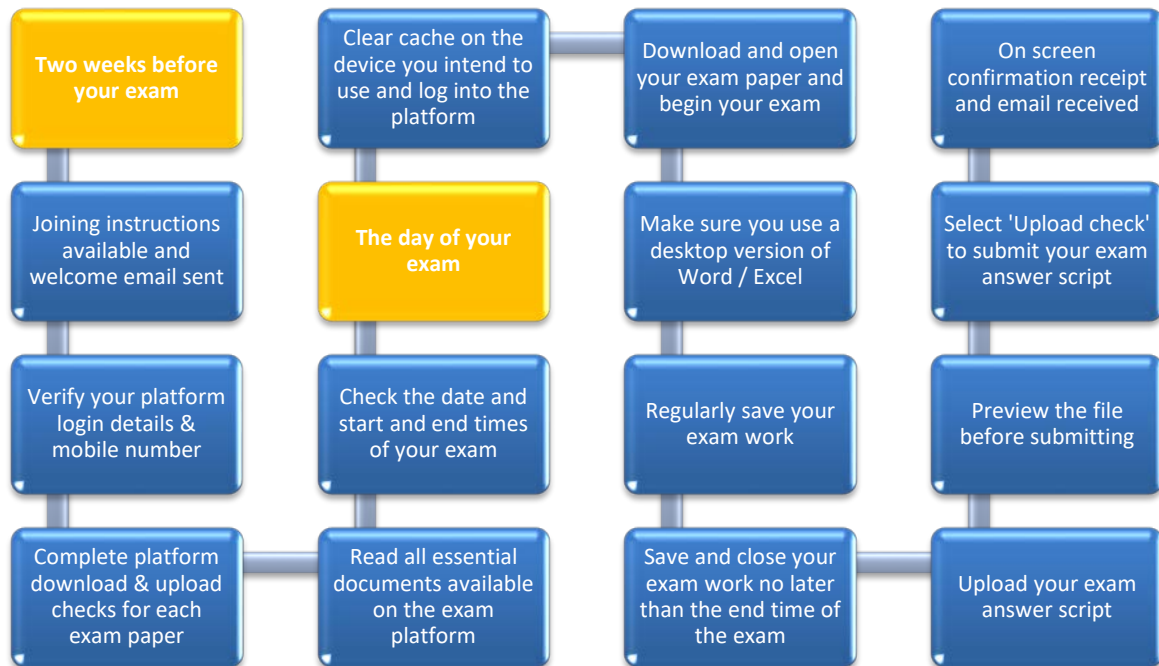 Two weeks before
your exam
Joining instructions
available and
welcome email sent
Verify your platform
login details &
mobile number
Complete platform
download & upload
checks for each
exam paper
Read all essential
documents available
on the exam
platform
Check the date and
start and end times
of your exam
The day of your
exam
Clear cache on the
device you intend to
use and log into the
platform
Download and open
your exam paper and
begin your exam
Make sure you use a
desktop version of
Word / Excel
Regularly save your
exam work
Save and close your
exam work no later
than the end time of
the exam
Upload your exam
answer script
Preview the file
before submitting
Select 'Upload check'
to submit your exam
answer script
On screen
confirmation receipt
and email received